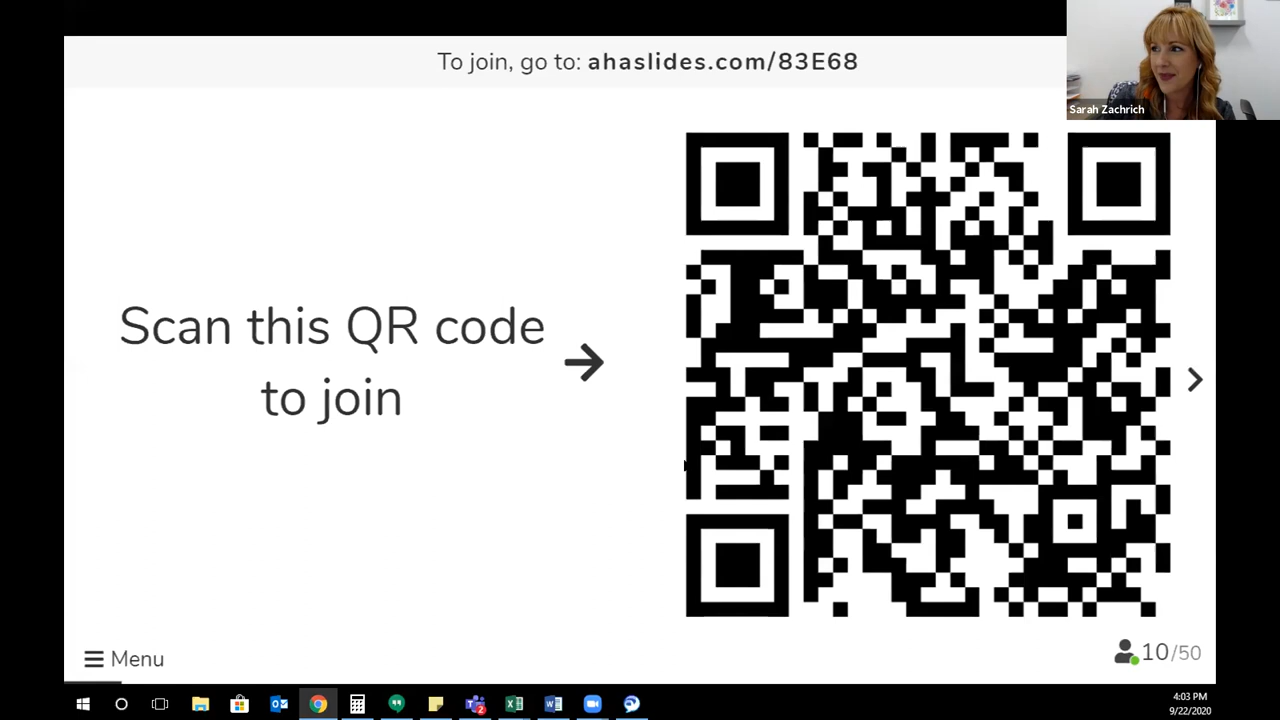 To join, go to: ahaslides.com/83E68
Sarah Zachrich
Scan this QR code
to join
Menu
10/50
4:03 PM
9/22/2020